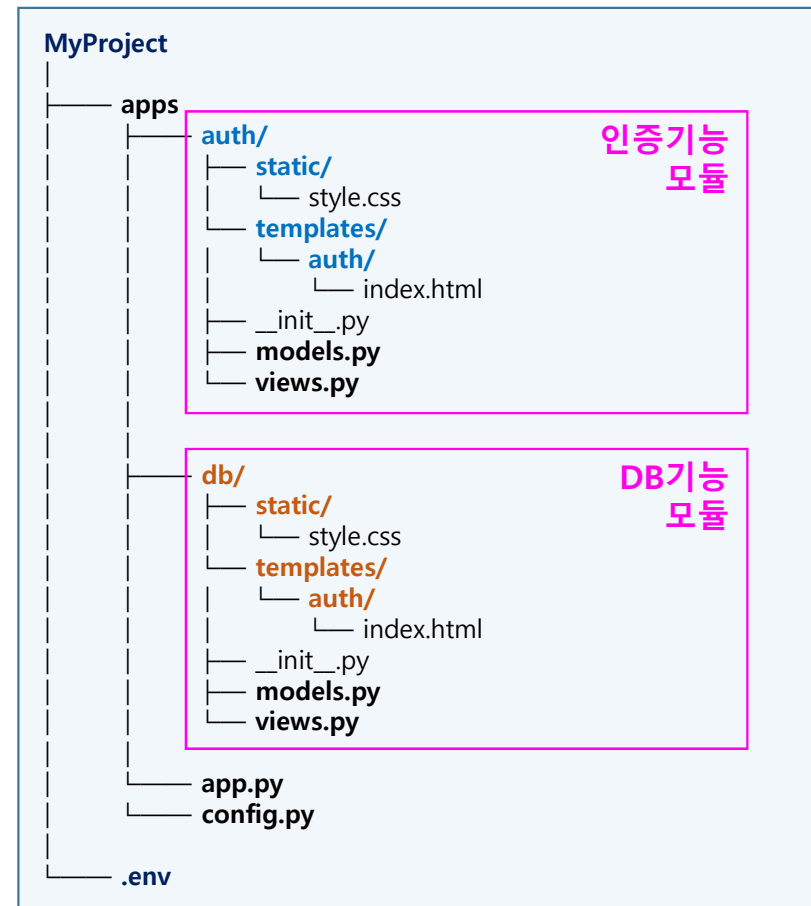 MyProject
apps
auth/
인증기능
모듈
static/
style.css
templates/
auth/
index.html
__init__.py
models.py
views.py
db/
DB기능
모듈
static/
style.css
templates/
auth/
index.html
__init__.py
models.py
views.py
app.py
config.py
.env